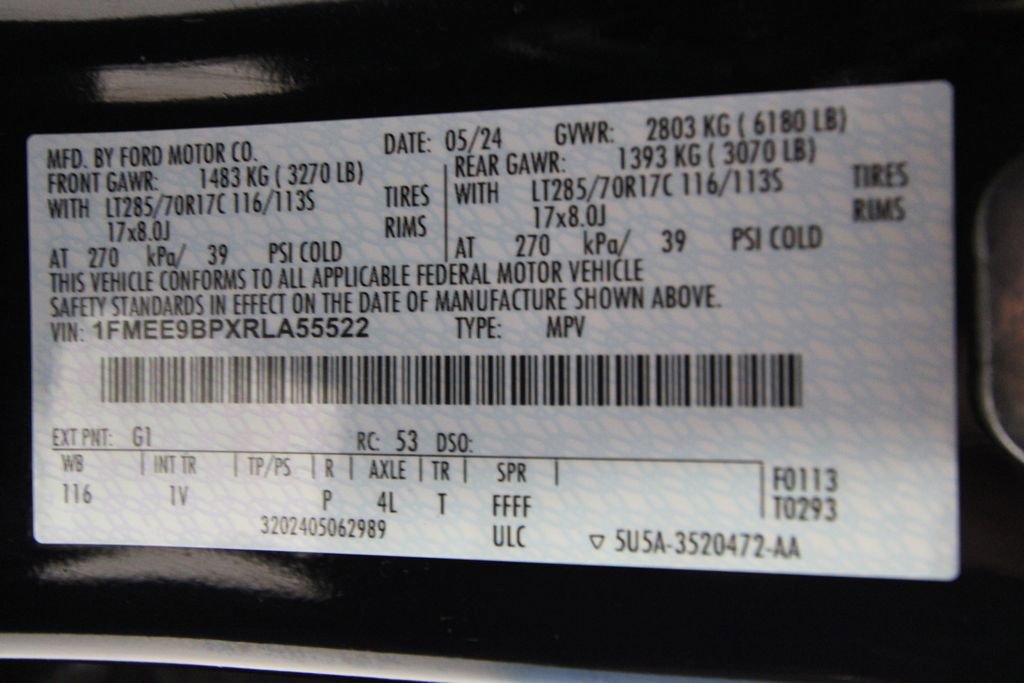 MFD. BY FORD MOTOR CO. DATE: 05/24 GVWR: 2803 KG ( 6180 LB)
FRONT GAWR: 1483 KG ( 3270 LB) REAR GAWR: 1393 KG ( 3070 LB)
WITH LT285/70R17C 116/113S TIRES WITH LT285/70R17C 116/113S TIRES
17x8.0J RIMS 17x8.0J RIMS
AT 270 kPa/ 39 PSI COLD AT 270 kPa/ 39 PSI COLD
THIS VEHICLE CONFORMS TO ALL APPLICABLE FEDERAL MOTOR VEHICLE
SAFETY STANDARDS IN EFFECT ON THE DATE OF MANUFACTURE SHOWN ABOVE.
VIN: 1FMEE9BPXRLA55522 TYPE: MPV
EXT PNT: G1 RC: 53 DSO:
WB INT TR TP/PS R AXLE TR SPR F0113
116 1V P 4L T FFFF T0293
3202405062989 ULC ▽ 5U5A-3520472-AA